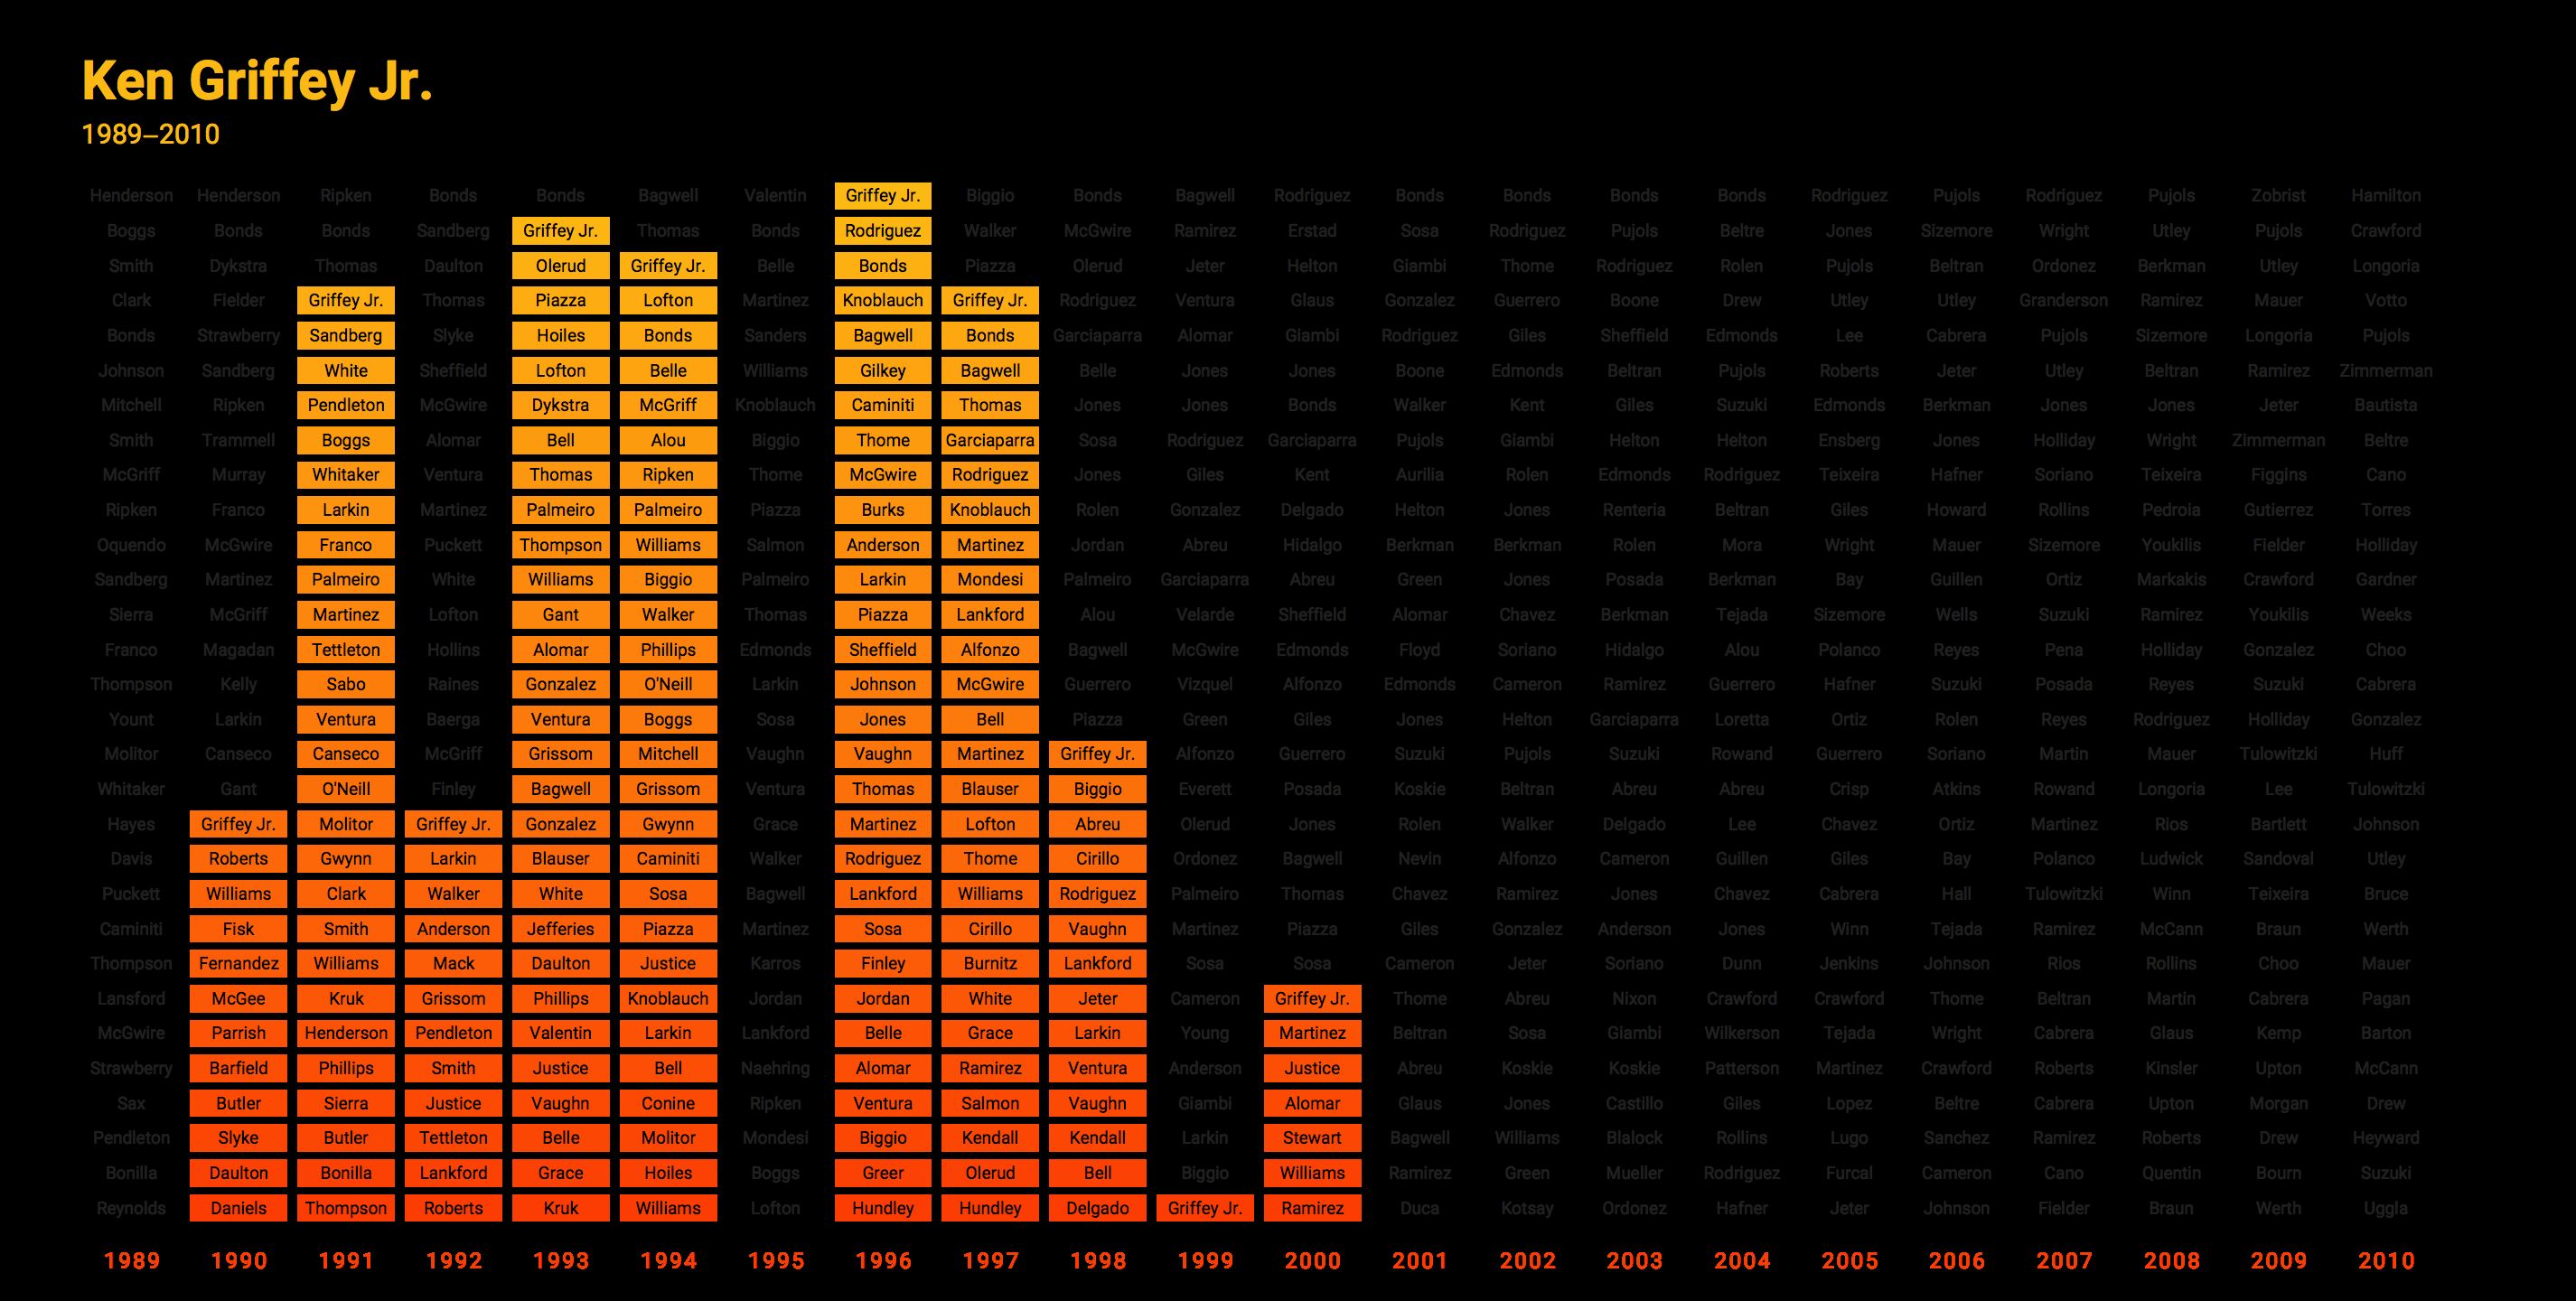 Ken Griffey Jr.
1989–2010
Henderson Henderson Ripken Bonds Bonds Bagwell Valentin Griffey Jr. Biggio Bonds Bagwell Rodriguez Bonds Bonds Bonds Bonds Rodriguez Pujols Rodriguez Pujols Zobrist Hamilton
Boggs Bonds Bonds Sandberg Griffey Jr. Thomas Bonds Rodriguez Walker McGwire Ramirez Erstad Sosa Rodriguez Pujols Beltre Jones Sizemore Wright Utley Pujols Crawford
Smith Dykstra Thomas Daulton Olerud Griffey Jr. Belle Bonds Piazza Olerud Jeter Helton Giambi Thome Rodriguez Rolen Pujols Beltran Ordonez Berkman Utley Longoria
Clark Fielder Griffey Jr. Thomas Piazza Lofton Martinez Knoblauch Griffey Jr. Rodriguez Ventura Glaus Gonzalez Guerrero Boone Drew Utley Utley Granderson Ramirez Mauer Votto
Bonds Strawberry Sandberg Slyke Hoiles Bonds Sanders Bagwell Bonds Garciaparra Alomar Giambi Rodriguez Giles Sheffield Edmonds Lee Cabrera Pujols Sizemore Longoria Pujols
Johnson Sandberg White Sheffield Lofton Belle Williams Gilkey Bagwell Belle Jones Jones Boone Edmonds Beltran Pujols Roberts Jeter Utley Beltran Ramirez Zimmerman
Mitchell Ripken Pendleton McGwire Dykstra McGriff Knoblauch Caminiti Thomas Jones Jones Bonds Walker Kent Giles Suzuki Edmonds Berkman Jones Jones Jeter Bautista
Smith Trammell Boggs Alomar Bell Alou Biggio Thome Garciaparra Sosa Rodriguez Garciaparra Pujols Giambi Helton Helton Ensberg Jones Holliday Wright Zimmerman Beltre
McGriff Murray Whitaker Ventura Thomas Ripken Thome McGwire Rodriguez Jones Giles Kent Aurilia Rolen Edmonds Rodriguez Teixeira Hafner Soriano Teixeira Figgins Cano
Ripken Franco Larkin Martinez Palmeiro Palmeiro Piazza Burks Knoblauch Rolen Gonzalez Delgado Helton Jones Renteria Beltran Giles Howard Rollins Pedroia Gutierrez Torres
Oquendo McGwire Franco Puckett Thompson Williams Salmon Anderson Martinez Jordan Abreu Hidalgo Berkman Berkman Rolen Mora Wright Mauer Sizemore Youkilis Fielder Holliday
Sandberg Martinez Palmeiro White Williams Biggio Palmeiro Larkin Mondesi Palmeiro Garciaparra Abreu Green Jones Posada Berkman Bay Guillen Ortiz Markakis Crawford Gardner
Sierra McGriff Martinez Lofton Gant Walker Thomas Piazza Lankford Alou Velarde Sheffield Alomar Chavez Berkman Tejada Sizemore Wells Suzuki Ramirez Youkilis Weeks
Franco Magadan Tettleton Hollins Alomar Phillips Edmonds Sheffield Alfonzo Bagwell McGwire Edmonds Floyd Soriano Hidalgo Alou Polanco Reyes Pena Holliday Gonzalez Choo
Thompson Kelly Sabo Raines Gonzalez O'Neill Larkin Johnson McGwire Guerrero Vizquel Alfonzo Edmonds Cameron Ramirez Guerrero Hafner Suzuki Posada Reyes Suzuki Cabrera
Yount Larkin Ventura Baerga Ventura Boggs Sosa Jones Bell Piazza Green Giles Jones Helton Garciaparra Loretta Ortiz Rolen Reyes Rodriguez Holliday Gonzalez
Molitor Canseco Canseco McGriff Grissom Mitchell Vaughn Vaughn Martinez Griffey Jr. Alfonzo Guerrero Suzuki Pujols Suzuki Rowand Guerrero Soriano Martin Mauer Tulowitzki Huff
Whitaker Gant O'Neill Finley Bagwell Grissom Ventura Thomas Blauser Biggio Everett Posada Koskie Beltran Abreu Abreu Crisp Atkins Rowand Longoria Lee Tulowitzki
Hayes Griffey Jr. Molitor Griffey Jr. Gonzalez Gwynn Grace Martinez Lofton Abreu Olerud Jones Rolen Walker Delgado Lee Chavez Ortiz Martinez Rios Bartlett Johnson
Davis Roberts Gwynn Larkin Blauser Caminiti Walker Rodriguez Thome Cirillo Ordonez Bagwell Nevin Alfonzo Cameron Guillen Giles Bay Polanco Ludwick Sandoval Utley
Puckett Williams Clark Walker White Sosa Bagwell Lankford Williams Rodriguez Palmeiro Thomas Chavez Ramirez Jones Chavez Cabrera Hall Tulowitzki Winn Teixeira Bruce
Caminiti Fisk Smith Anderson Jefferies Piazza Martinez Sosa Cirillo Vaughn Martinez Piazza Giles Gonzalez Anderson Jones Winn Tejada Ramirez McCann Braun Werth
Thompson Fernandez Williams Mack Daulton Justice Karros Finley Burnitz Lankford Sosa Sosa Cameron Jeter Soriano Dunn Jenkins Johnson Rios Rollins Choo Mauer
Lansford McGee Kruk Grissom Phillips Knoblauch Jordan Jordan White Jeter Cameron Griffey Jr. Thome Abreu Nixon Crawford Crawford Thome Beltran Martin Cabrera Pagan
McGwire Parrish Henderson Pendleton Valentin Larkin Lankford Belle Grace Larkin Young Martinez Beltran Sosa Giambi Wilkerson Tejada Wright Cabrera Glaus Kemp Barton
Strawberry Barfield Phillips Smith Justice Bell Naehring Alomar Ramirez Ventura Anderson Justice Abreu Koskie Koskie Patterson Martinez Crawford Roberts Kinsler Upton McCann
Sax Butler Sierra Justice Vaughn Conine Ripken Ventura Salmon Vaughn Giambi Alomar Glaus Jones Castillo Giles Lopez Beltre Cabrera Upton Morgan Drew
Pendleton Slyke Butler Tettleton Belle Molitor Mondesi Biggio Kendall Kendall Larkin Stewart Bagwell Williams Blalock Rollins Lugo Sanchez Ramirez Roberts Drew Heyward
Bonilla Daulton Bonilla Lankford Grace Hoiles Boggs Greer Olerud Bell Biggio Williams Ramirez Green Mueller Rodriguez Furcal Cameron Cano Quentin Bourn Suzuki
Reynolds Daniels Thompson Roberts Kruk Williams Lofton Hundley Hundley Delgado Griffey Jr. Ramirez Duca Kotsay Ordonez Hafner Jeter Johnson Fielder Braun Werth Uggla
1989 1990 1991 1992 1993 1994 1995 1996 1997 1998 1999 2000 2001 2002 2003 2004 2005 2006 2007 2008 2009 2010